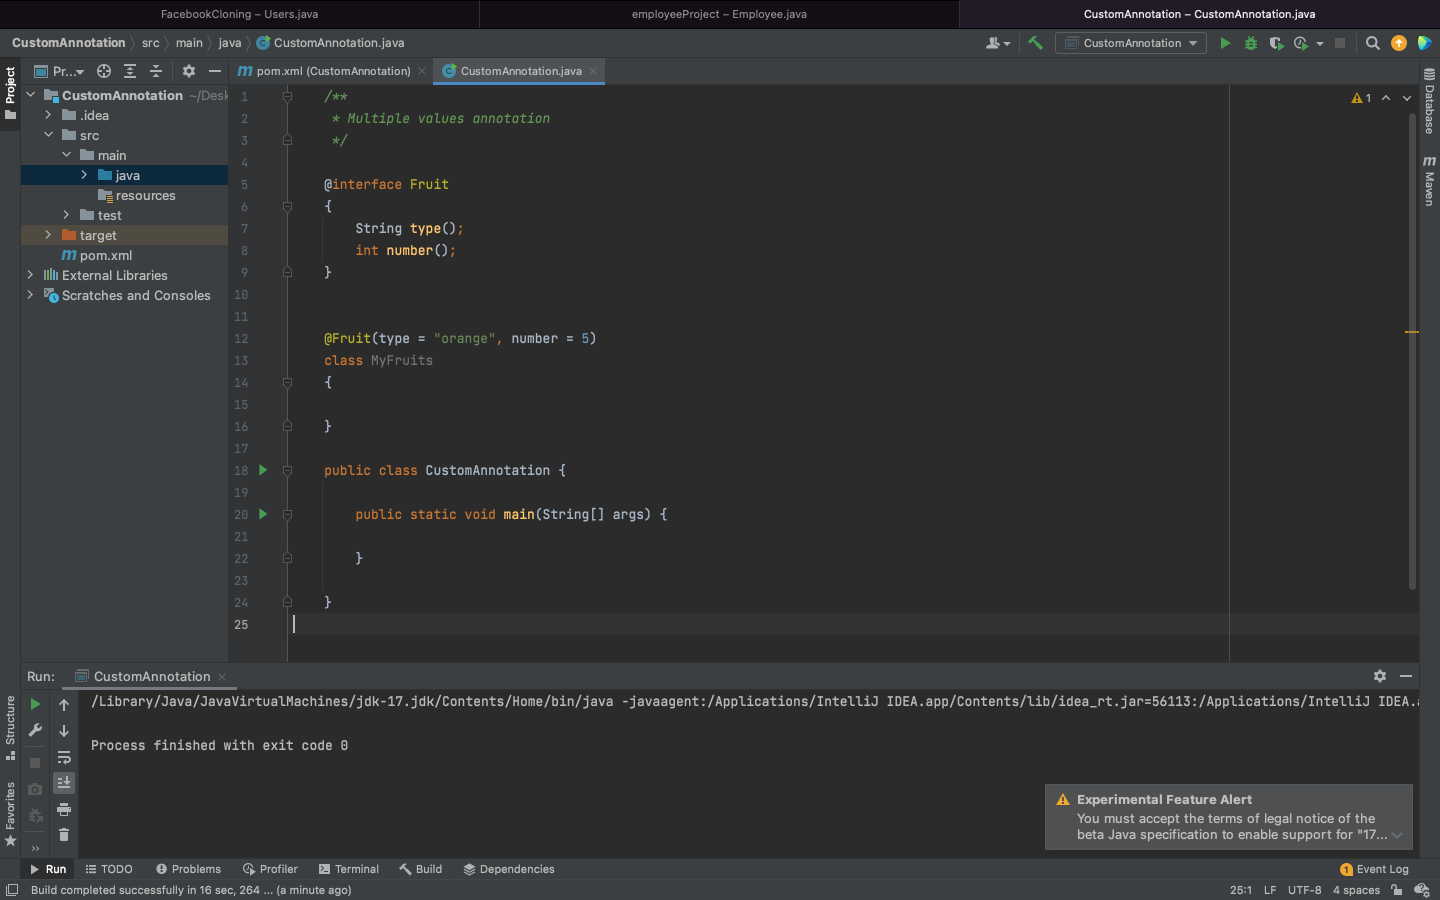 FacebookCloning – Users.java
employeeProject – Employee.java
CustomAnnotation – CustomAnnotation.java
CustomAnnotation
src
main
java
CustomAnnotation.java
CustomAnnotation
Project
Pr...
pom.xml (CustomAnnotation)
CustomAnnotation.java
CustomAnnotation ~/Desk
.idea
src
main
java
resources
test
target
pom.xml
External Libraries
Scratches and Consoles
1 /**
2 * Multiple values annotation
3 */
4
5 @interface Fruit
6 {
7 String type();
8 int number();
9 }
10
11
12 @Fruit(type = "orange", number = 5)
13 class MyFruits
14 {
15
16 }
17
18 public class CustomAnnotation {
19
20 public static void main(String[] args) {
21
22 }
23
24 }
25
1
Database
Maven
Structure
Favorites
Run:
CustomAnnotation
/Library/Java/JavaVirtualMachines/jdk-17.jdk/Contents/Home/bin/java -javaagent:/Applications/IntelliJ IDEA.app/Contents/lib/idea_rt.jar=56113:/Applications/IntelliJ IDEA.a
Process finished with exit code 0
Experimental Feature Alert
You must accept the terms of legal notice of the
beta Java specification to enable support for "17...
Run
TODO
Problems
Profiler
Terminal
Build
Dependencies
1 Event Log
Build completed successfully in 16 sec, 264 ... (a minute ago)
25:1
LF
UTF-8
4 spaces